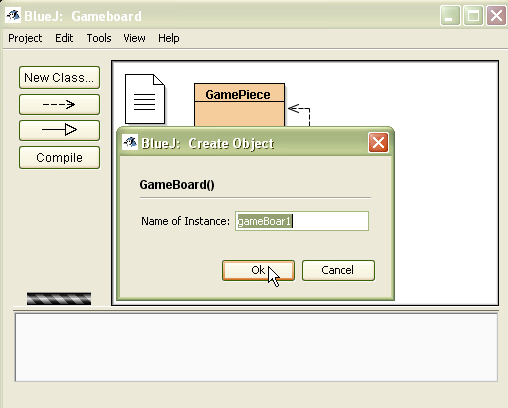 BlueJ: Gameboard
Project Edit Tools View Help
New Class...
GamePiece
BlueJ: Create Object
GameBoard()
Name of Instance: gameBoar1
Ok Cancel
Compile